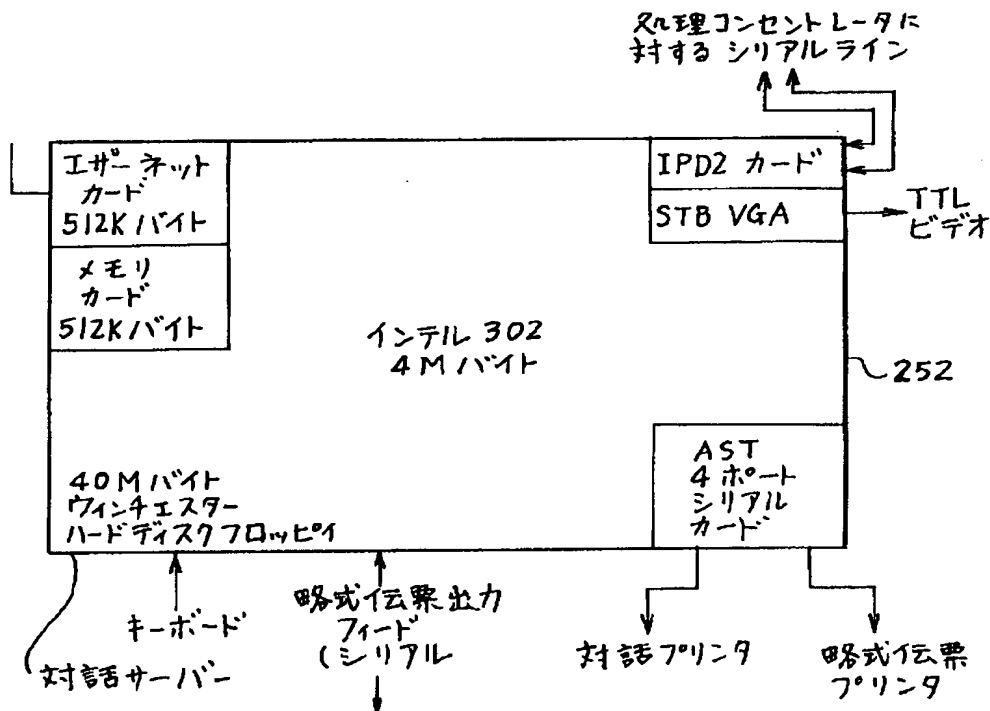 処理コンセントレータに
対する シリアルライン
エザーネット
カード
512Kバイト
メモリ
カード
512Kバイト
IPD2 カード
STB VGA
TTL
ビデオ
インテル 302
4Mバイト
252
40Mバイト
ウィンチェスター
ハードディスクフロッピィ
AST
4ポート
シリアル
カード
キーボード
対話サーバー
略式伝票出力
フィード
(シリアル
対話プリンタ
略式伝票
プリンタ